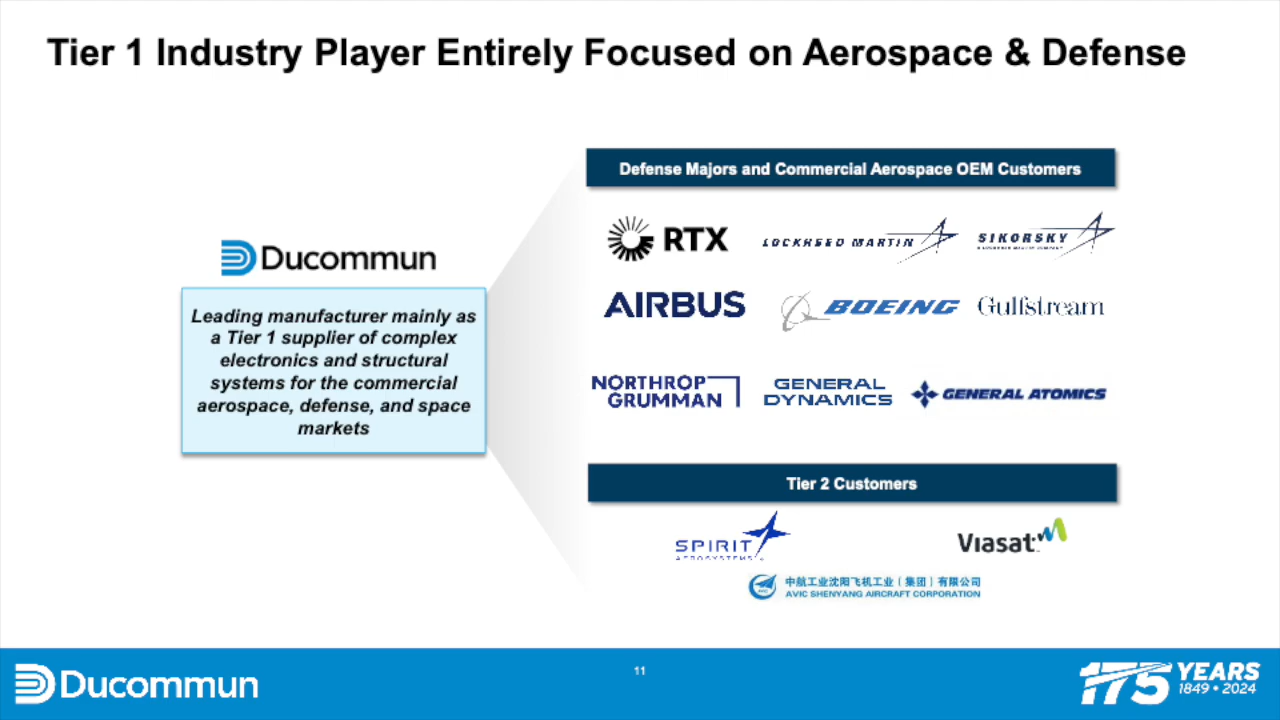 Tier 1 Industry Player Entirely Focused on Aerospace & Defense
Defense Majors and Commercial Aerospace OEM Customers
RTX
LOCKHEED MARTIN
SIKORSKY
A LOCKHEED MARTIN COMPANY
Ducommun
Leading manufacturer mainly as
a Tier 1 supplier of complex
electronics and structural
systems for the commercial
aerospace, defense, and space
markets
AIRBUS
BOEING
Gulfstream
NORTHROP
GRUMMAN
GENERAL
DYNAMICS
GENERAL ATOMICS
Tier 2 Customers
SPIRIT
AEROSYSTEMS
Viasat
中航工业沈阳飞机工业（集团）有限公司
AVIC SHENYANG AIRCRAFT CORPORATION
Ducommun
11
175 YEARS
1849 • 2024